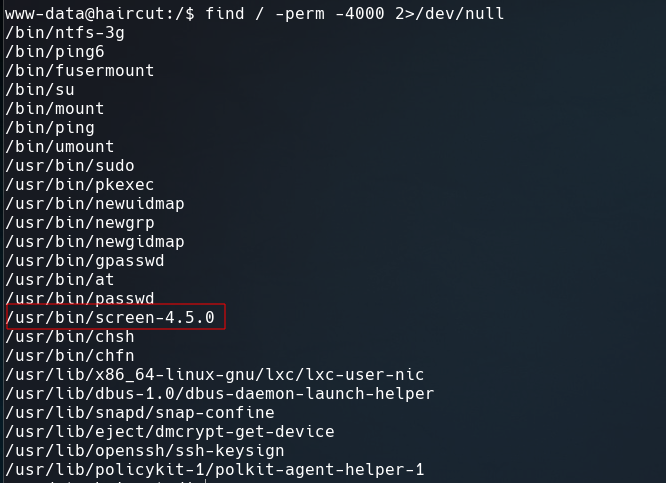 www-data@haircut:/$ find / -perm -4000 2>/dev/null
/bin/ntfs-3g
/bin/ping6
/bin/fusermount
/bin/su
/bin/mount
/bin/ping
/bin/umount
/usr/bin/sudo
/usr/bin/pkexec
/usr/bin/newuidmap
/usr/bin/newgrp
/usr/bin/newgidmap
/usr/bin/gpasswd
/usr/bin/at
/usr/bin/passwd
/usr/bin/screen-4.5.0
/usr/bin/chsh
/usr/bin/chfn
/usr/lib/x86_64-linux-gnu/lxc/lxc-user-nic
/usr/lib/dbus-1.0/dbus-daemon-launch-helper
/usr/lib/snapd/snap-confine
/usr/lib/eject/dmcrypt-get-device
/usr/lib/openssh/ssh-keysign
/usr/lib/policykit-1/polkit-agent-helper-1